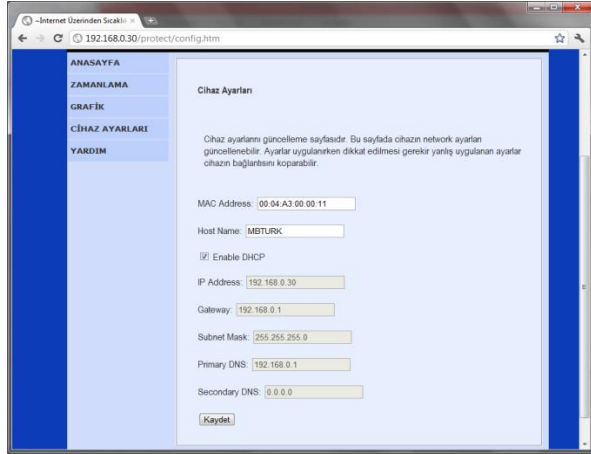 ~İnternet Üzerinden Sıcaklı
192.168.0.30/protect/config.htm
ANASAYFA
ZAMANLAMA
GRAFİK
CİHAZ AYARLARI
YARDIM
Cihaz Ayarları
Cihaz ayarlarını güncelleme sayfasıdır. Bu sayfada cihazın network ayarları
güncellenebilir. Ayarlar uygulanırken dikkat edilmesi gerekir yanlış uygulanan ayarlar
cihazın bağlantısını koparabilir.
MAC Address: 00:04:A3:00:00:11
Host Name: MBTURK
Enable DHCP
IP Address: 192.168.0.30
Gateway: 192.168.0.1
Subnet Mask: 255.255.255.0
Primary DNS: 192.168.0.1
Secondary DNS: 0.0.0.0
Kaydet